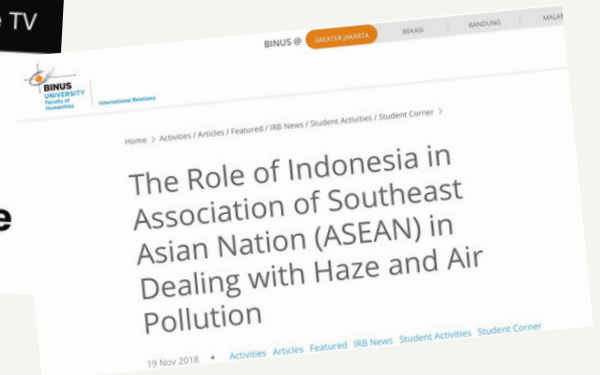 TV
BINUS @ GREATER JAKARTA BEKASI BANDUNG
BINUS
UNIVERSITY
Faculty of
Humanities
International Relations
Home > Activities / Articles / Featured / IRB News / Student Activities / Student Corner >
The Role of Indonesia in
Association of Southeast
Asian Nation (ASEAN) in
Dealing with Haze and Air
Pollution
19 Nov 2018 • Activities Articles Featured IRB News Student Activities Student Corner